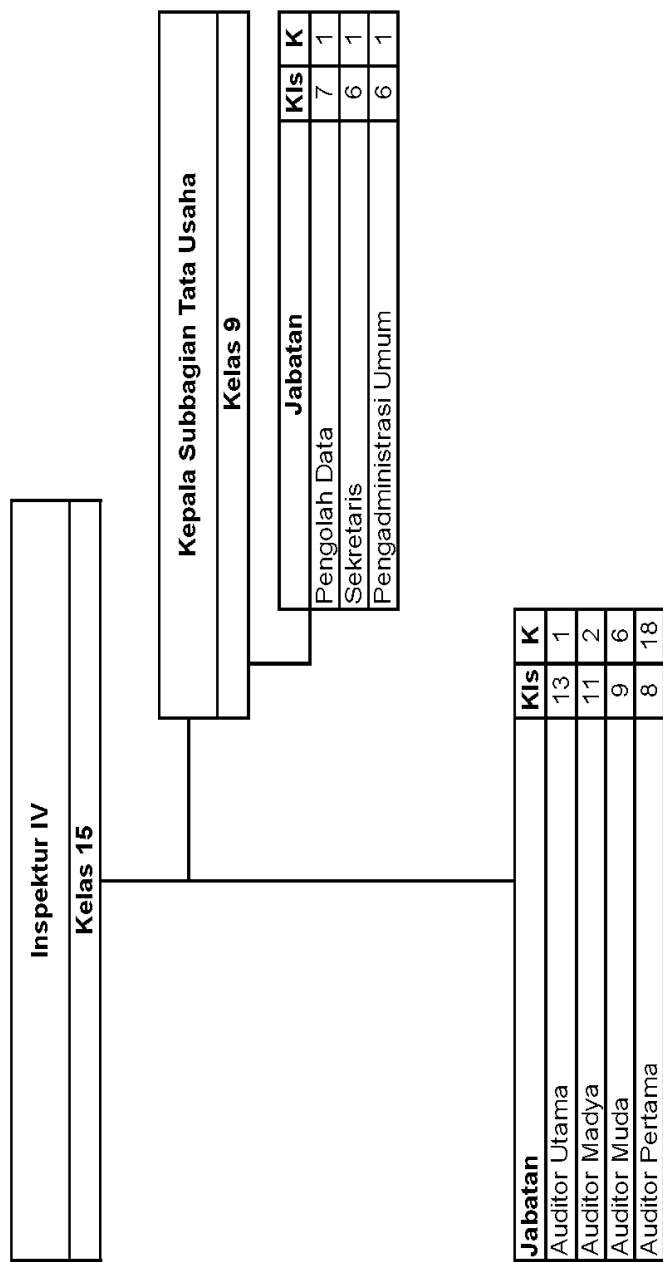 Inspektur IV
Kelas 15
Kepala Subbagian Tata Usaha
Kelas 9
Jabatan Kls K
Pengolah Data 7 1
Sekretaris 6 1
Pengadministrasi Umum 6 1
Jabatan Kls K
Auditor Utama 13 1
Auditor Madya 11 2
Auditor Muda 9 6
Auditor Pertama 8 18